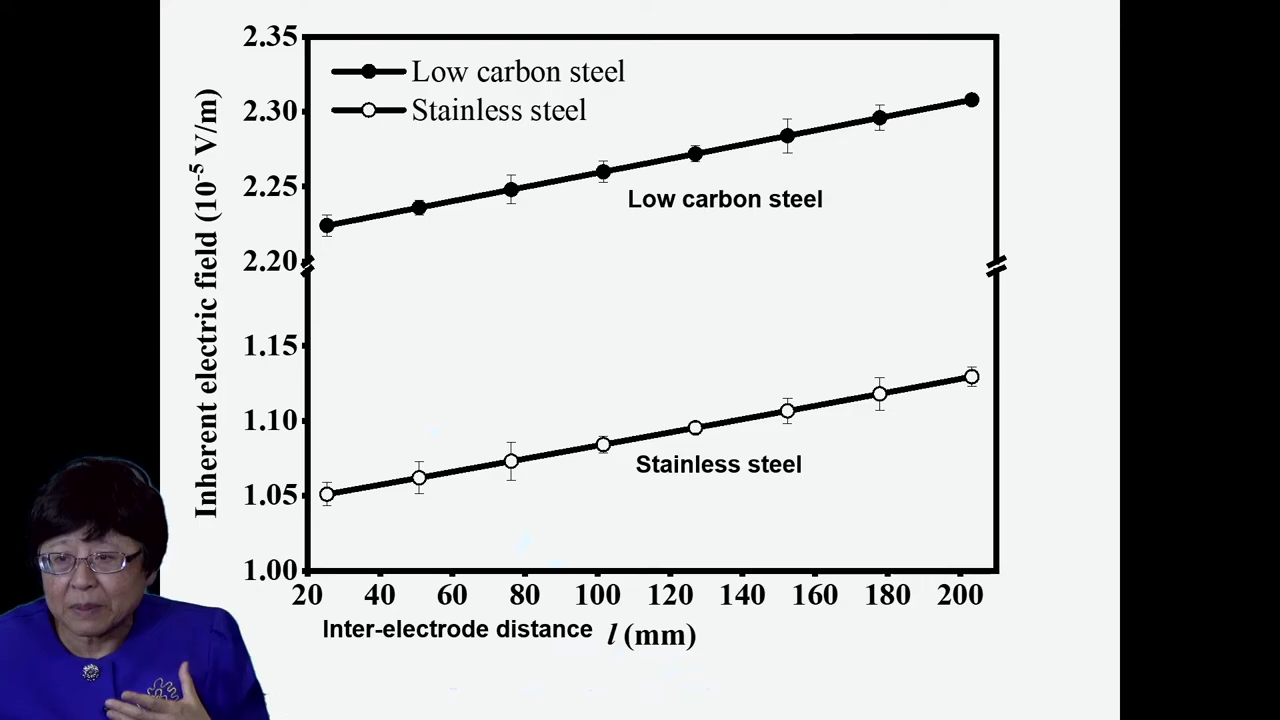 2.35
2.30
2.25
2.20
1.15
1.10
1.05
1.00
Inherent electric field (10⁻⁵ V/m)
Low carbon steel
Stainless steel
Low carbon steel
Stainless steel
20 40 60 80 100 120 140 160 180 200
Inter-electrode distance l (mm)